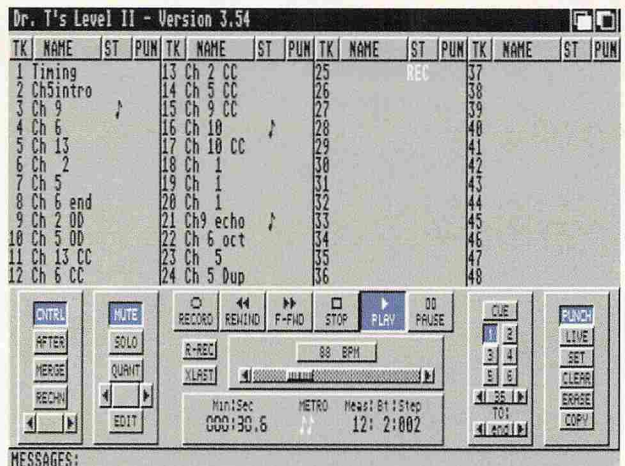 Dr. T's Level II - Version 3.54
TK NAME ST PUN TK NAME ST PUN TK NAME ST PUN TK NAME ST PUN
1 Timing 13 Ch 2 CC 25 REC 37
2 Ch5intro 14 Ch 5 CC 26 38
3 Ch 9 ♪ 15 Ch 9 CC 27 39
4 Ch 6 16 Ch 10 ♪ 28 40
5 Ch 13 17 Ch 10 CC 29 41
6 Ch 2 18 Ch 1 30 42
7 Ch 5 19 Ch 1 31 43
8 Ch 6 end 20 Ch 1 32 44
9 Ch 2 OD 21 Ch9 echo ♪ 33 45
10 Ch 5 OD 22 Ch 6 oct 34 46
11 Ch 13 CC 23 Ch 5 35 47
12 Ch 6 CC 24 Ch 5 Dup 36 48
CNTRL MUTE RECORD REWIND F-FWD STOP PLAY PAUSE CUE PUNCH
AFTER SOLO R-REC 88 BPM 1 2 LIVE
MERGE QUANT XLAST 3 4 SET
RECHN 5 6 CLEAR
EDIT Min:Sec METRO Meas: Bt:Step 35 ERASE
000:30.6 12: 2:002 TO: COPY
end
MESSAGES: